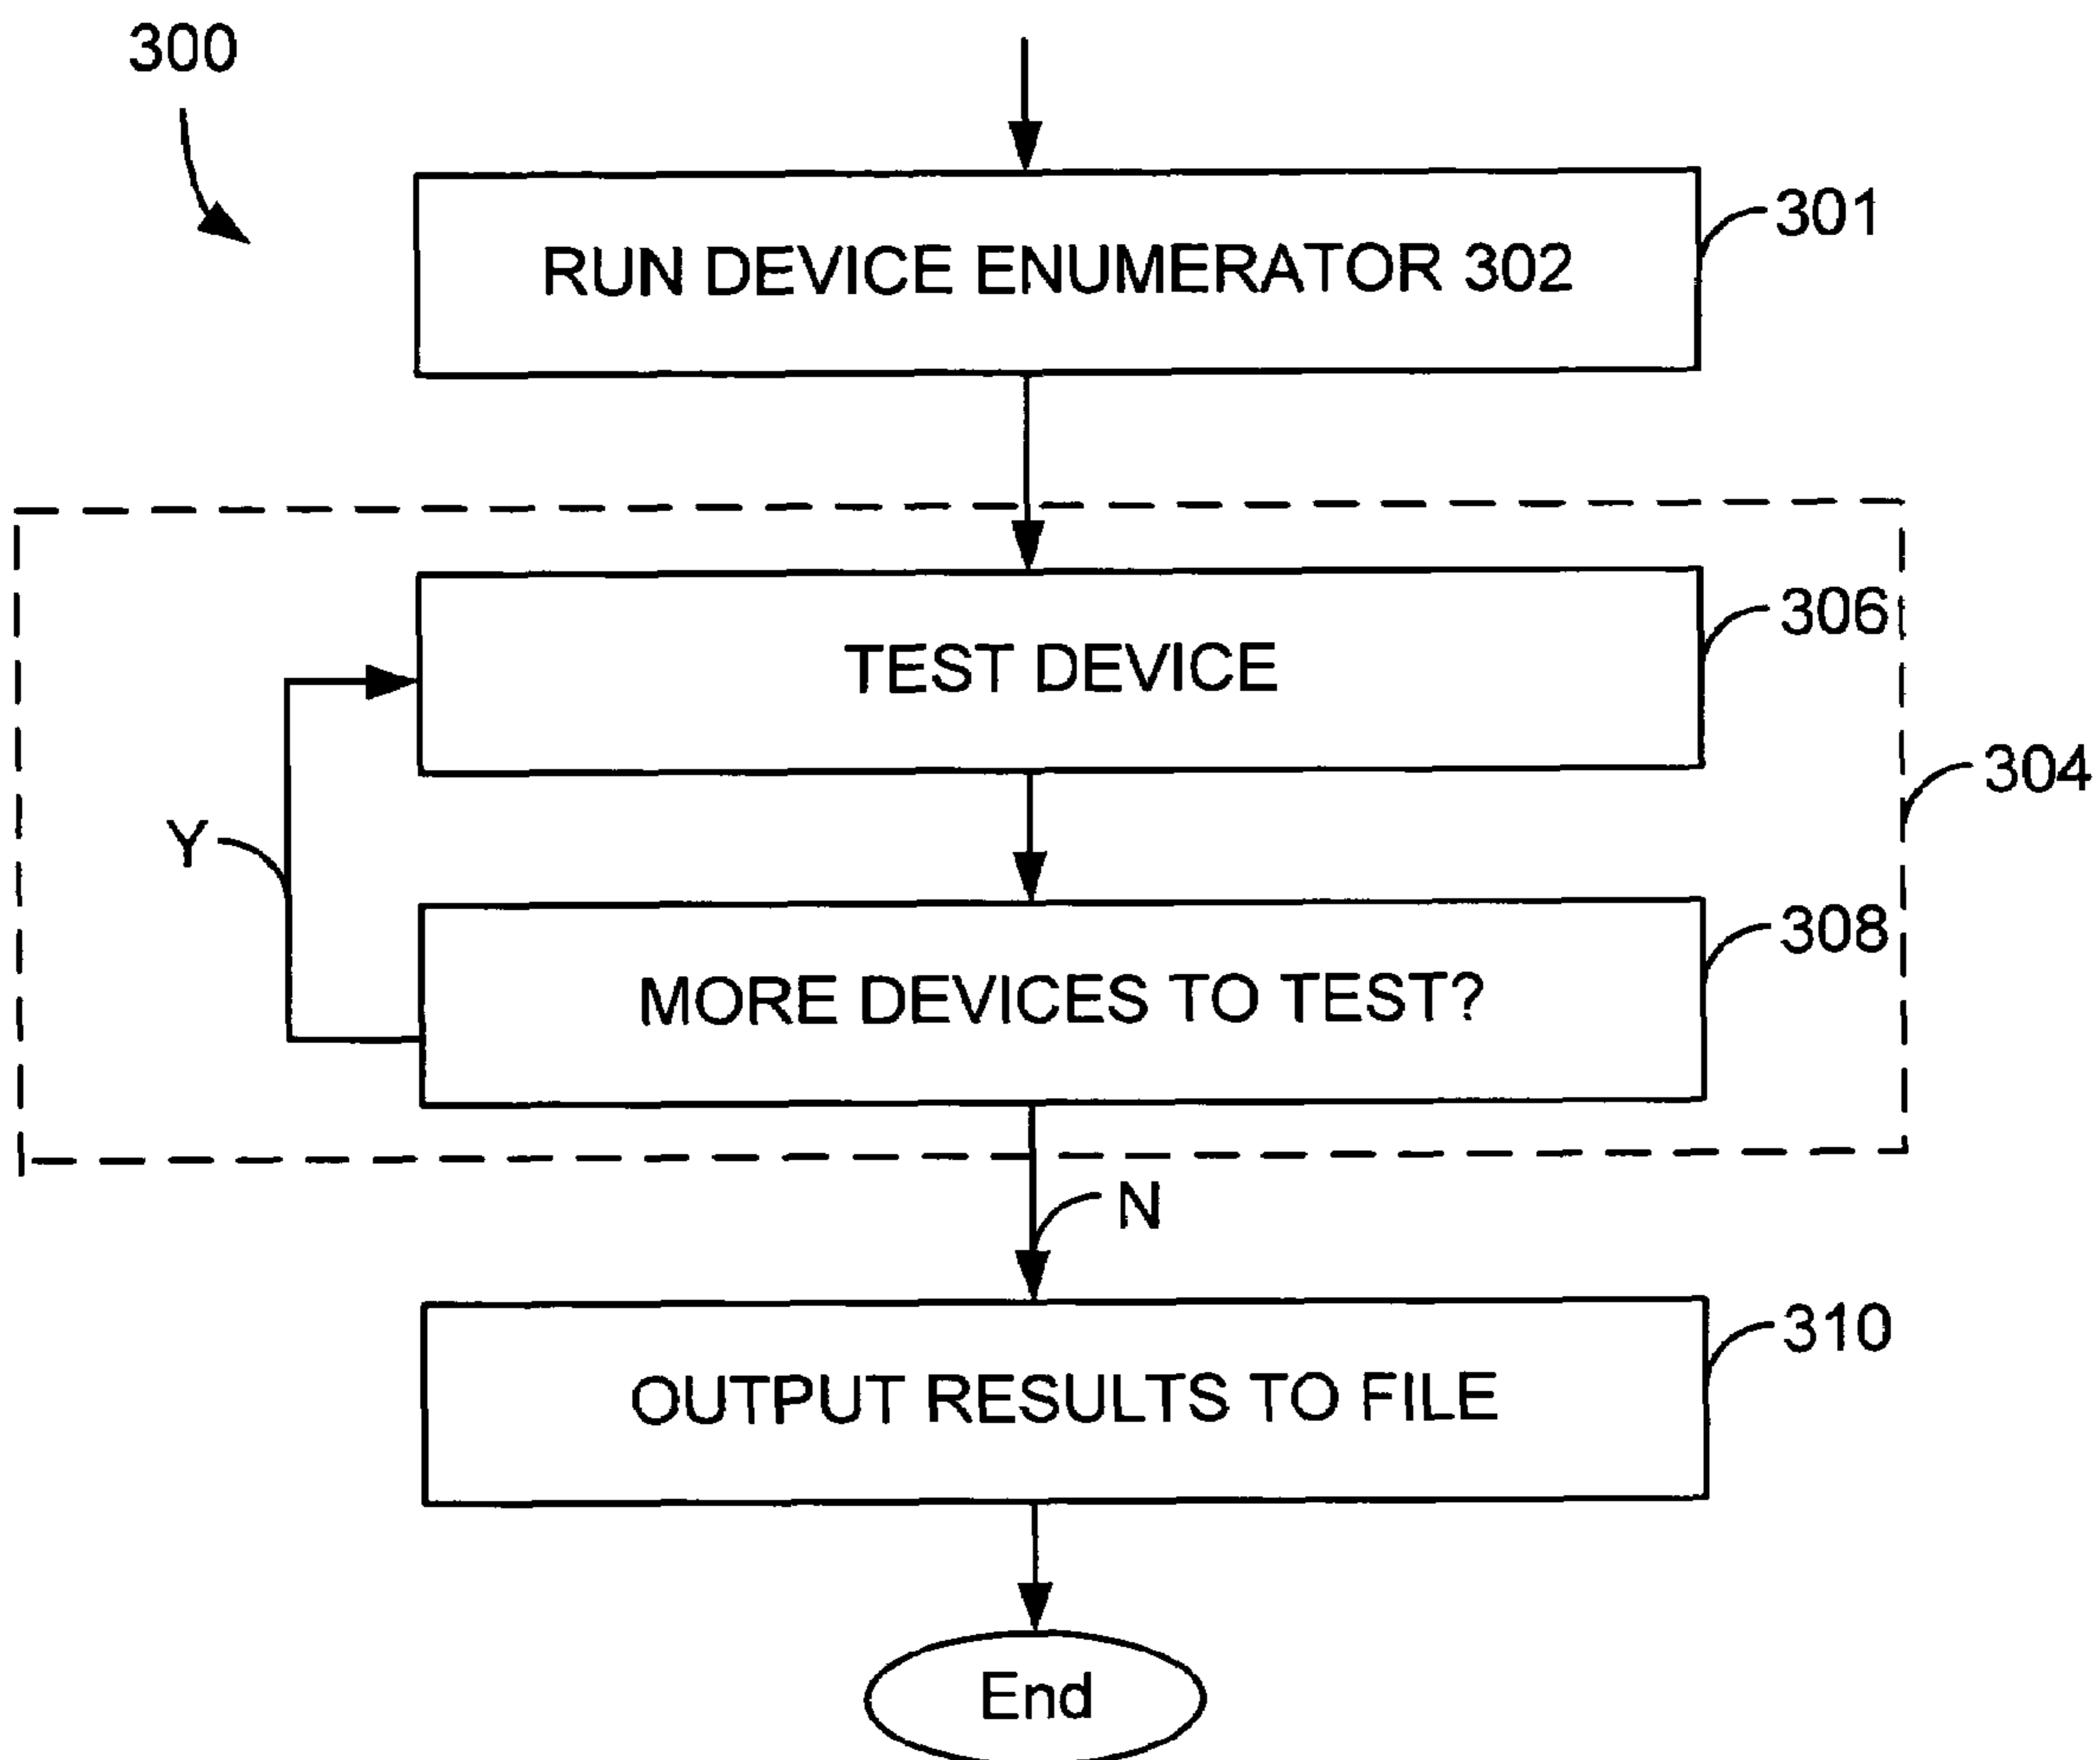 300
RUN DEVICE ENUMERATOR 302
301
TEST DEVICE
306
304
Y
MORE DEVICES TO TEST?
308
N
OUTPUT RESULTS TO FILE
310
End